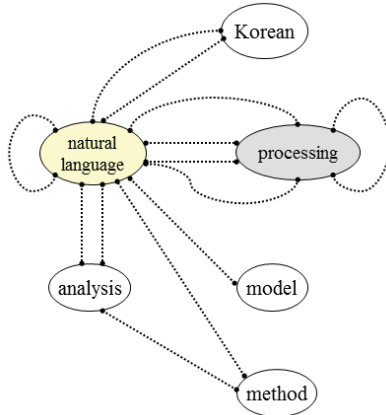 Korean
natural
language
processing
analysis
model
method